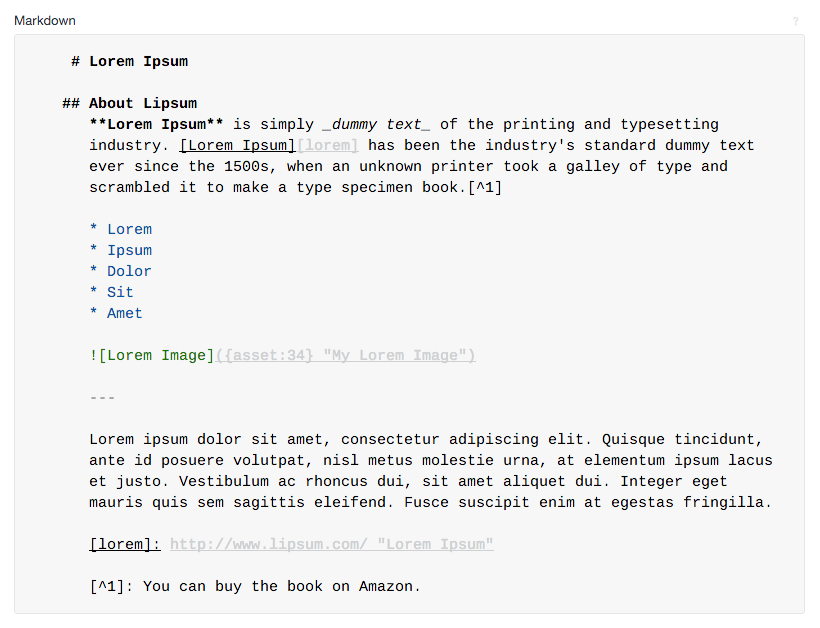 Markdown
?
# Lorem Ipsum
## About Lipsum
**Lorem Ipsum** is simply _dummy text_ of the printing and typesetting
industry. [Lorem Ipsum][lorem] has been the industry's standard dummy text
ever since the 1500s, when an unknown printer took a galley of type and
scrambled it to make a type specimen book.[^1]
* Lorem
* Ipsum
* Dolor
* Sit
* Amet
![Lorem Image]({asset:34} "My Lorem Image")
---
Lorem ipsum dolor sit amet, consectetur adipiscing elit. Quisque tincidunt,
ante id posuere volutpat, nisl metus molestie urna, at elementum ipsum lacus
et justo. Vestibulum ac rhoncus dui, sit amet aliquet dui. Integer eget
mauris quis sem sagittis eleifend. Fusce suscipit enim at egestas fringilla.
[lorem]: http://www.lipsum.com/ "Lorem Ipsum"
[^1]: You can buy the book on Amazon.